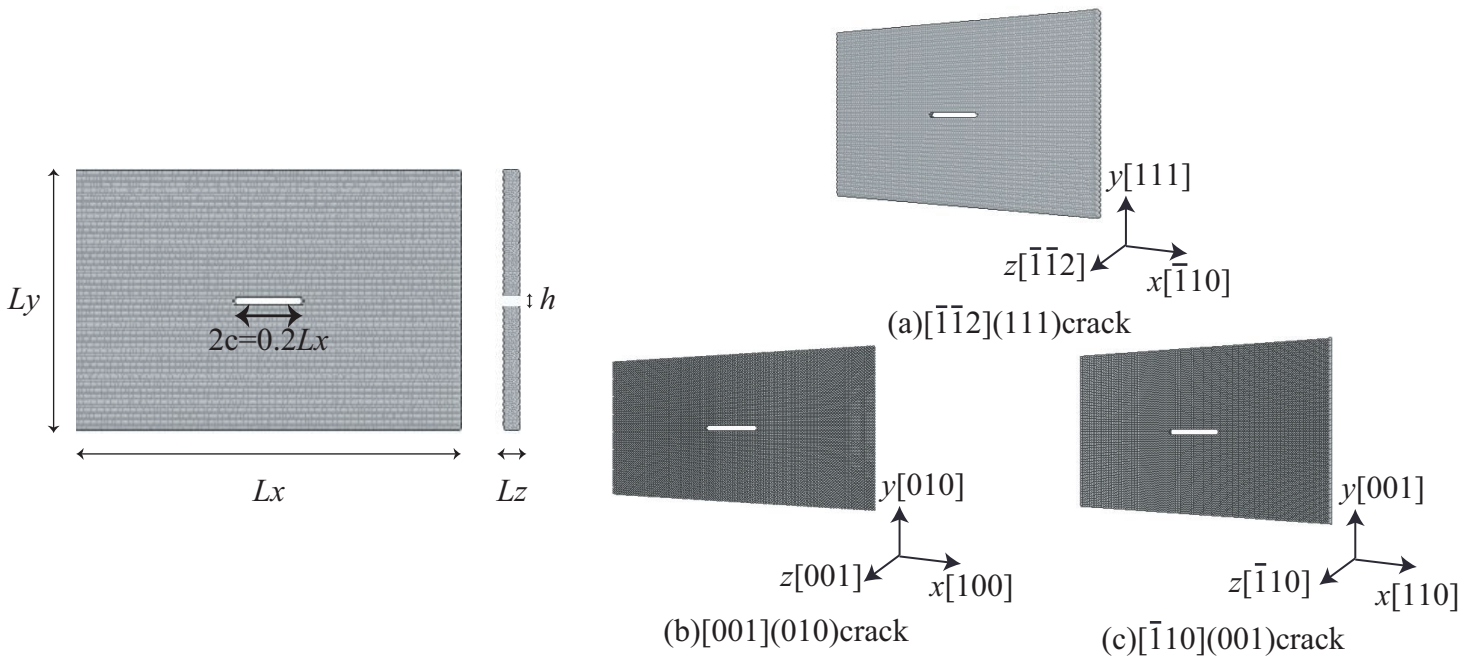 Ly
2c=0.2Lx
h
Lx
Lz
y[111]
z[1̄1̄2]
x[1̄10]
(a)[1̄1̄2](111)crack
y[010]
z[001]
x[100]
(b)[001](010)crack
y[001]
z[1̄10]
x[110]
(c)[1̄10](001)crack